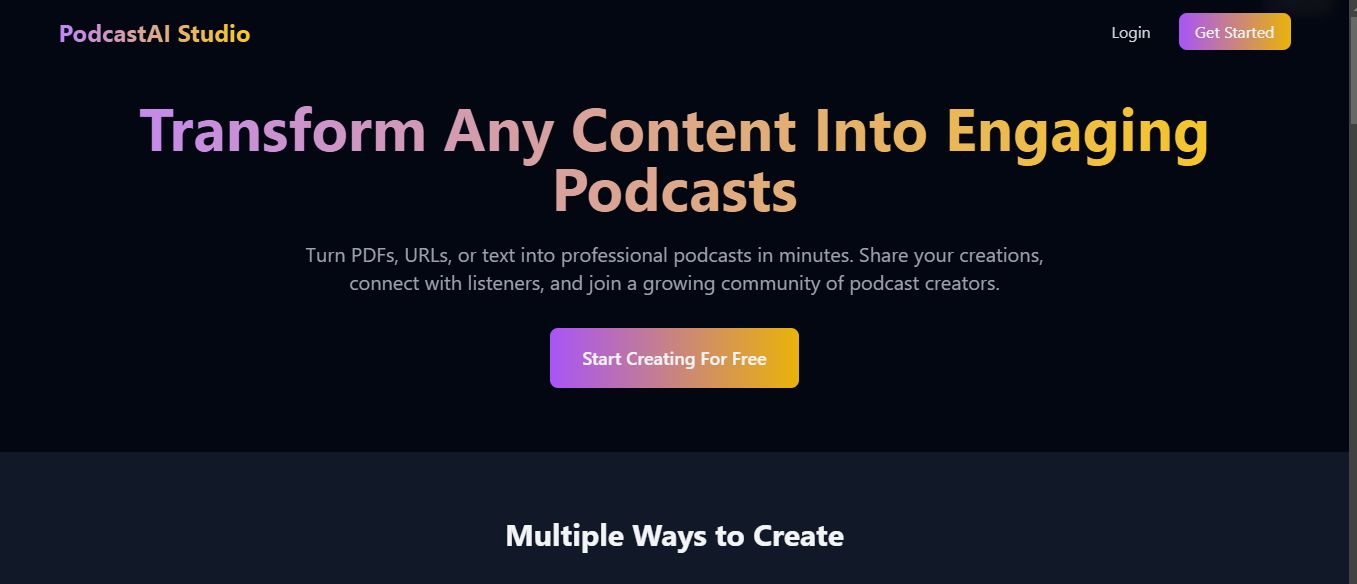 PodcastAI Studio
Login
Get Started
Transform Any Content Into Engaging
Podcasts
Turn PDFs, URLs, or text into professional podcasts in minutes. Share your creations,
connect with listeners, and join a growing community of podcast creators.
Start Creating For Free
Multiple Ways to Create